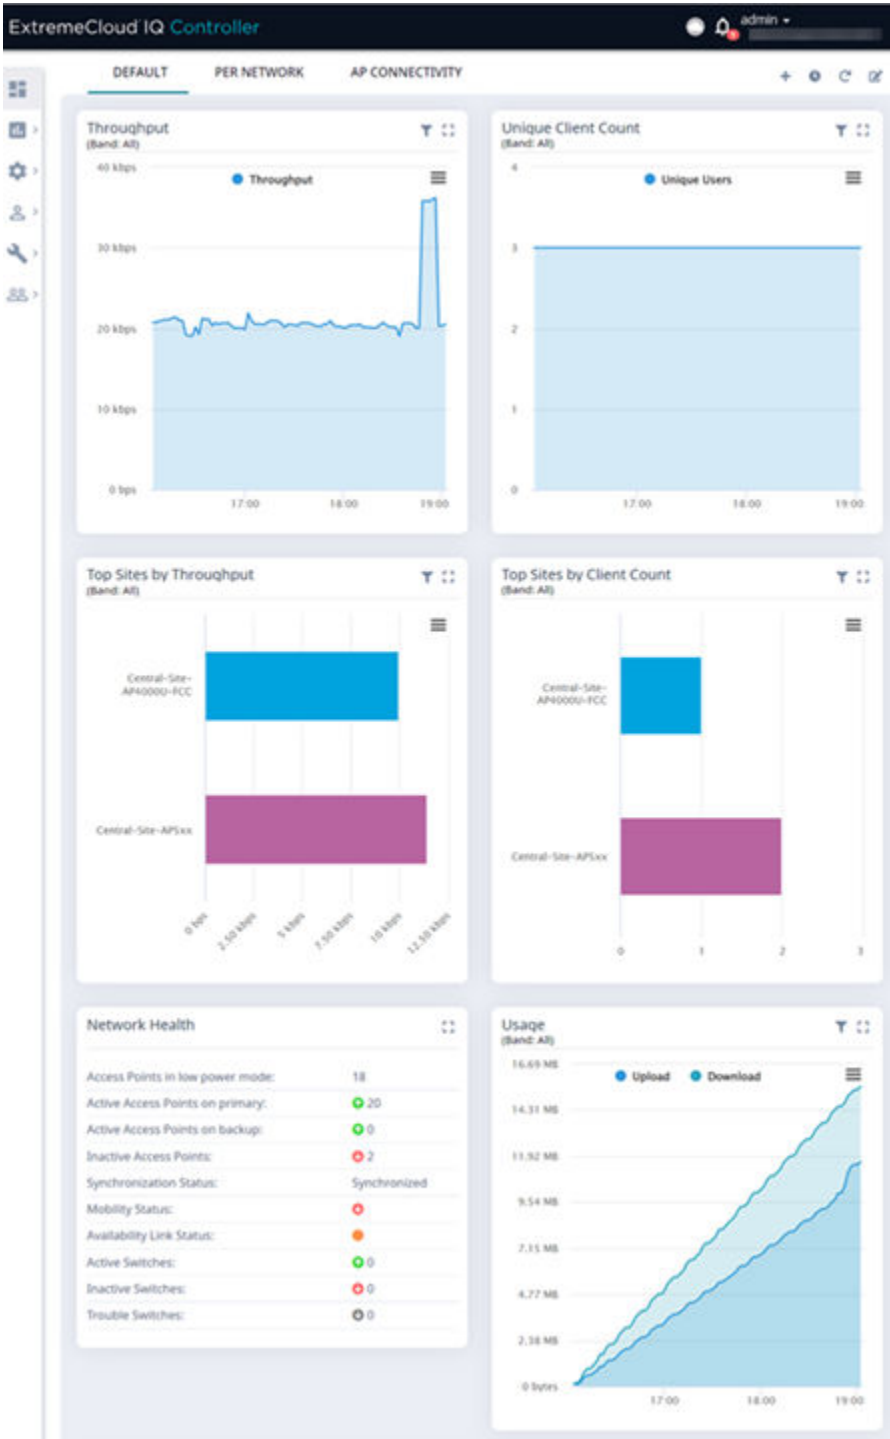 ExtremeCloud IQ Controller
admin
DEFAULT
PER NETWORK
AP CONNECTIVITY
Throughput
(Band: All)
40 kbps
Throughput
30 kbps
20 kbps
10 kbps
0 bps
17:00
18:00
19:00
Unique Client Count
(Band: All)
4
Unique Users
3
2
1
0
17:00
18:00
19:00
Top Sites by Throughput
(Band: All)
Central-Site-
AP4000U-FCC
Central-Site-AP5xx
0 bps
2.50 kbps
5 kbps
7.50 kbps
10 kbps
12.50 kbps
Top Sites by Client Count
(Band: All)
Central-Site-
AP4000U-FCC
Central-Site-AP5xx
0
1
2
3
Network Health
Access Points in low power mode: 18
Active Access Points on primary: 20
Active Access Points on backup: 0
Inactive Access Points: 2
Synchronization Status: Synchronized
Mobility Status:
Availability Link Status:
Active Switches: 0
Inactive Switches: 0
Trouble Switches: 0
Usage
(Band: All)
16.69 MB
Upload
Download
14.31 MB
11.92 MB
9.54 MB
7.15 MB
4.77 MB
2.38 MB
0 bytes
17:00
18:00
19:00